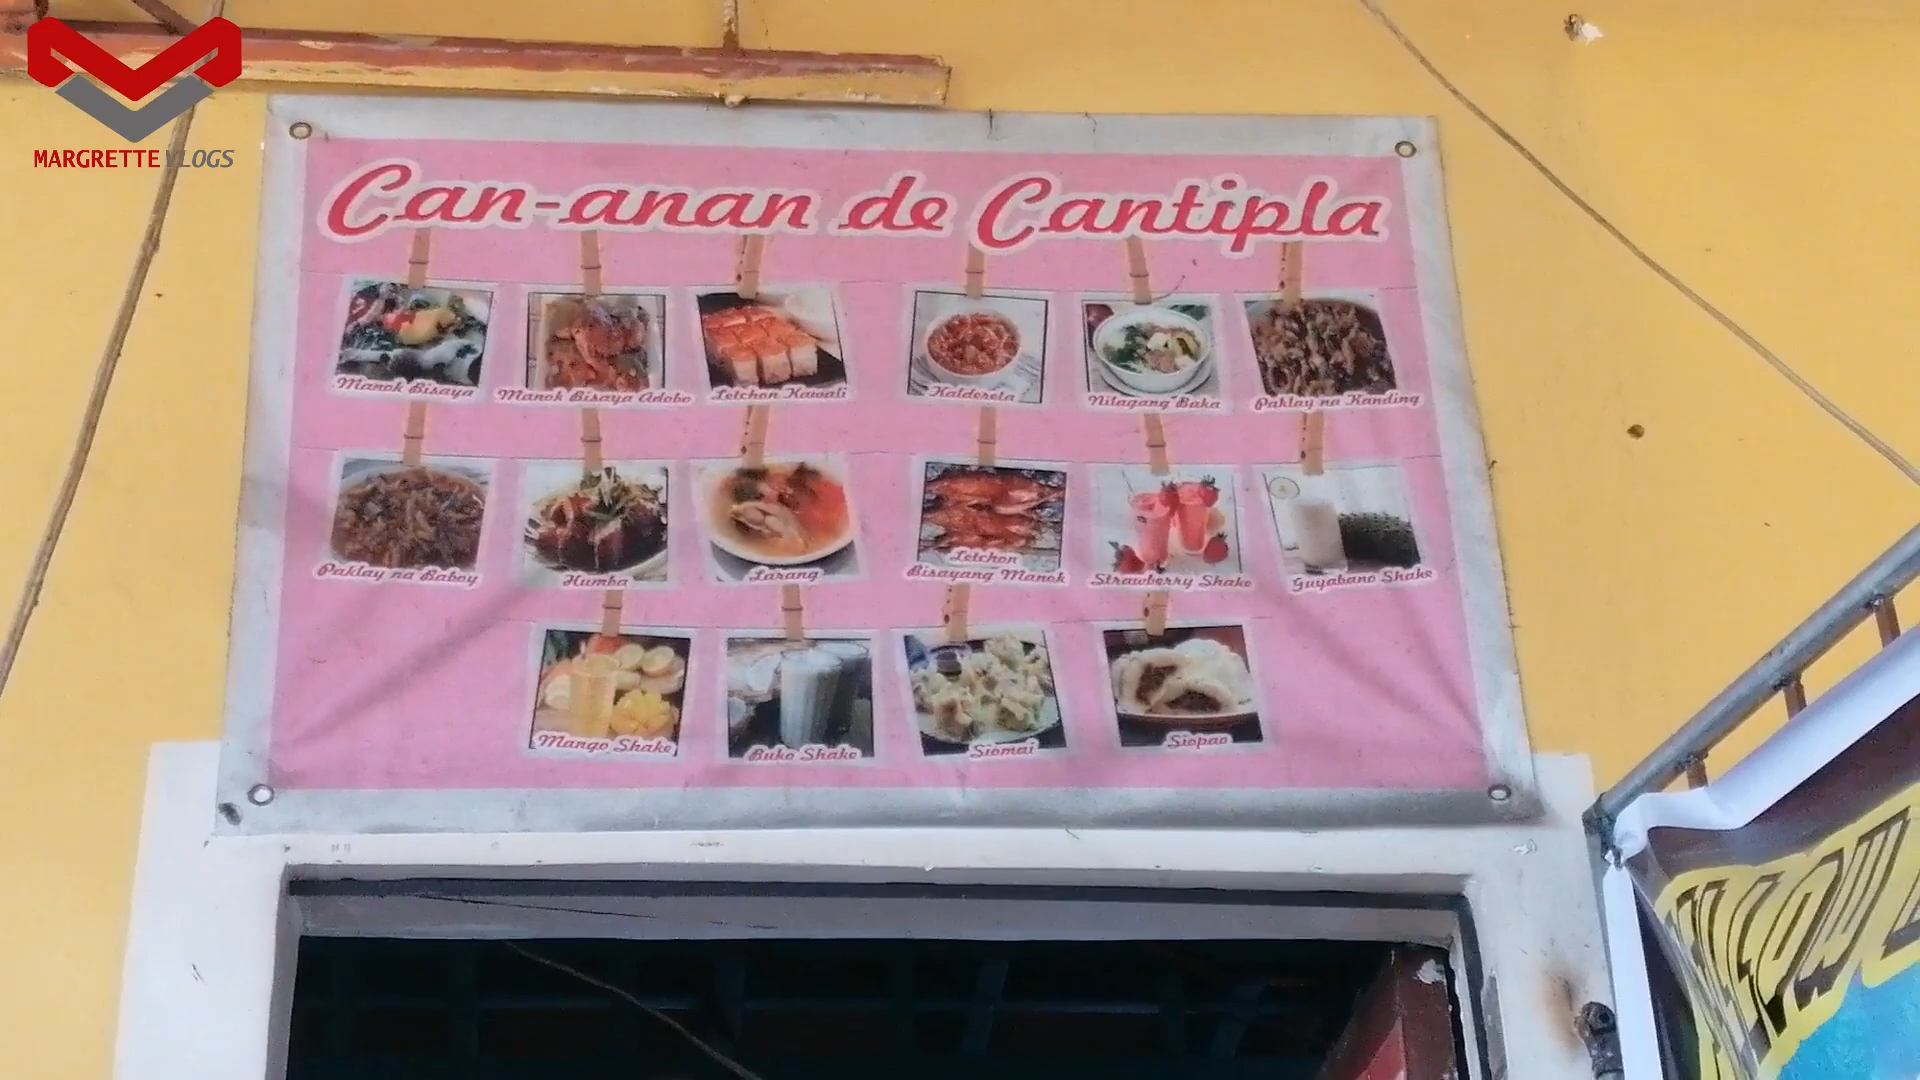 MARGRETTE VLOGS
Can-anan de Cantipla
Manok Bisaya
Manok Bisaya Adobo
Letchon Kawali
Kaldereta
Nilagang Baka
Paklay na Kanding
Paklay na Baboy
Humba
Larang
Letchon
Bisayang Manok
Strawberry Shake
Guyabano Shake
Mango Shake
Buko Shake
Siomai
Siopao